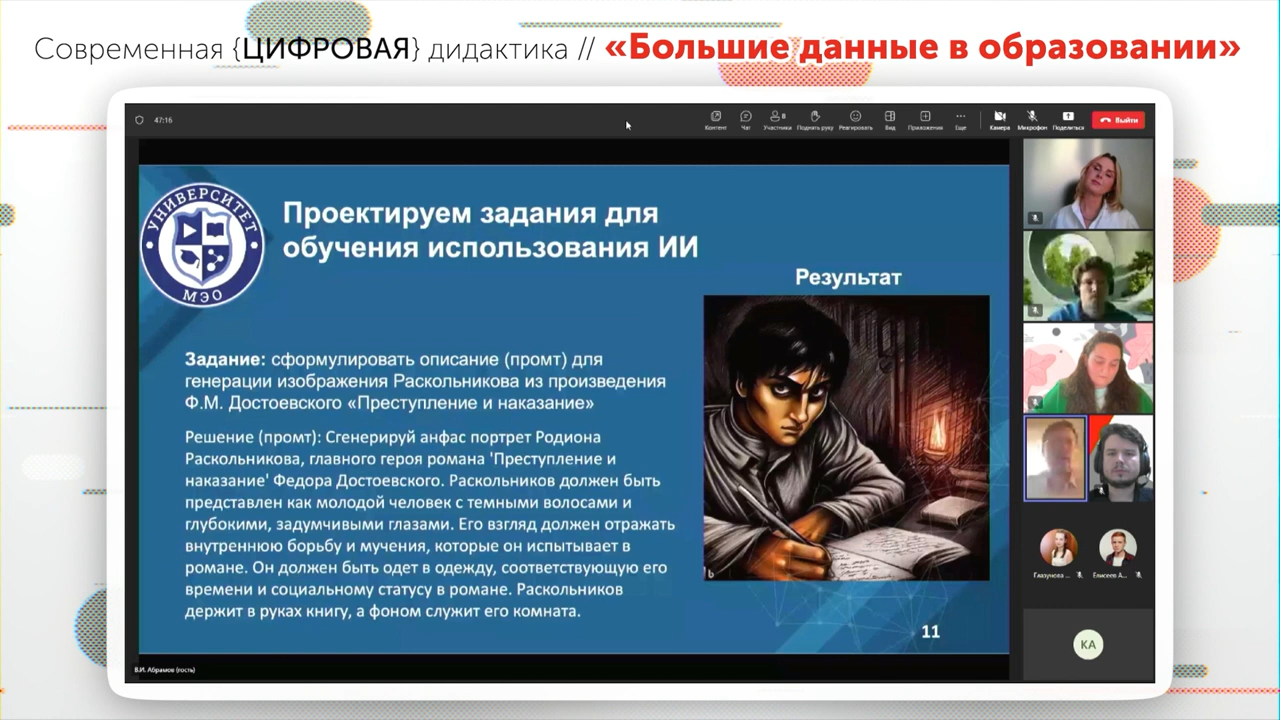 Современная {ЦИФРОВАЯ} дидактика // «Большие данные в образовании»
47:16
Контент
Чат
8
Участники
Поднять руку
Реагировать
Вид
Приложения
Еще
Камера
Микрофон
Поделиться
Выйти
УНИВЕРСИТЕТ
МЭО
Проектируем задания для
обучения использования ИИ
Результат
Задание: сформулировать описание (промт) для
генерации изображения Раскольникова из произведения
Ф.М. Достоевского «Преступление и наказание»
Решение (промт): Сгенерируй анфас портрет Родиона
Раскольникова, главного героя романа 'Преступление и
наказание' Федора Достоевского. Раскольников должен быть
представлен как молодой человек с темными волосами и
глубокими, задумчивыми глазами. Его взгляд должен отражать
внутреннюю борьбу и мучения, которые он испытывает в
романе. Он должен быть одет в одежду, соответствующую его
времени и социальному статусу в романе. Раскольников
держит в руках книгу, а фоном служит его комната.
11
Глазунова ...
Елисеев А...
КА
В.И. Абрамов (гость)